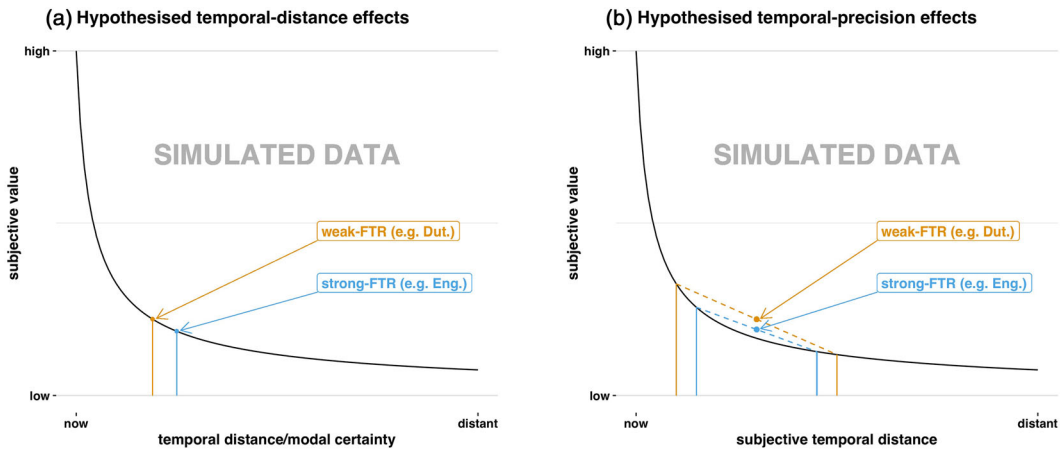 (a) Hypothesised temporal-distance effects
high
SIMULATED DATA
subjective value
weak-FTR (e.g. Dut.)
strong-FTR (e.g. Eng.)
low
now
distant
temporal distance/modal certainty
(b) Hypothesised temporal-precision effects
high
SIMULATED DATA
subjective value
weak-FTR (e.g. Dut.)
strong-FTR (e.g. Eng.)
low
now
distant
subjective temporal distance